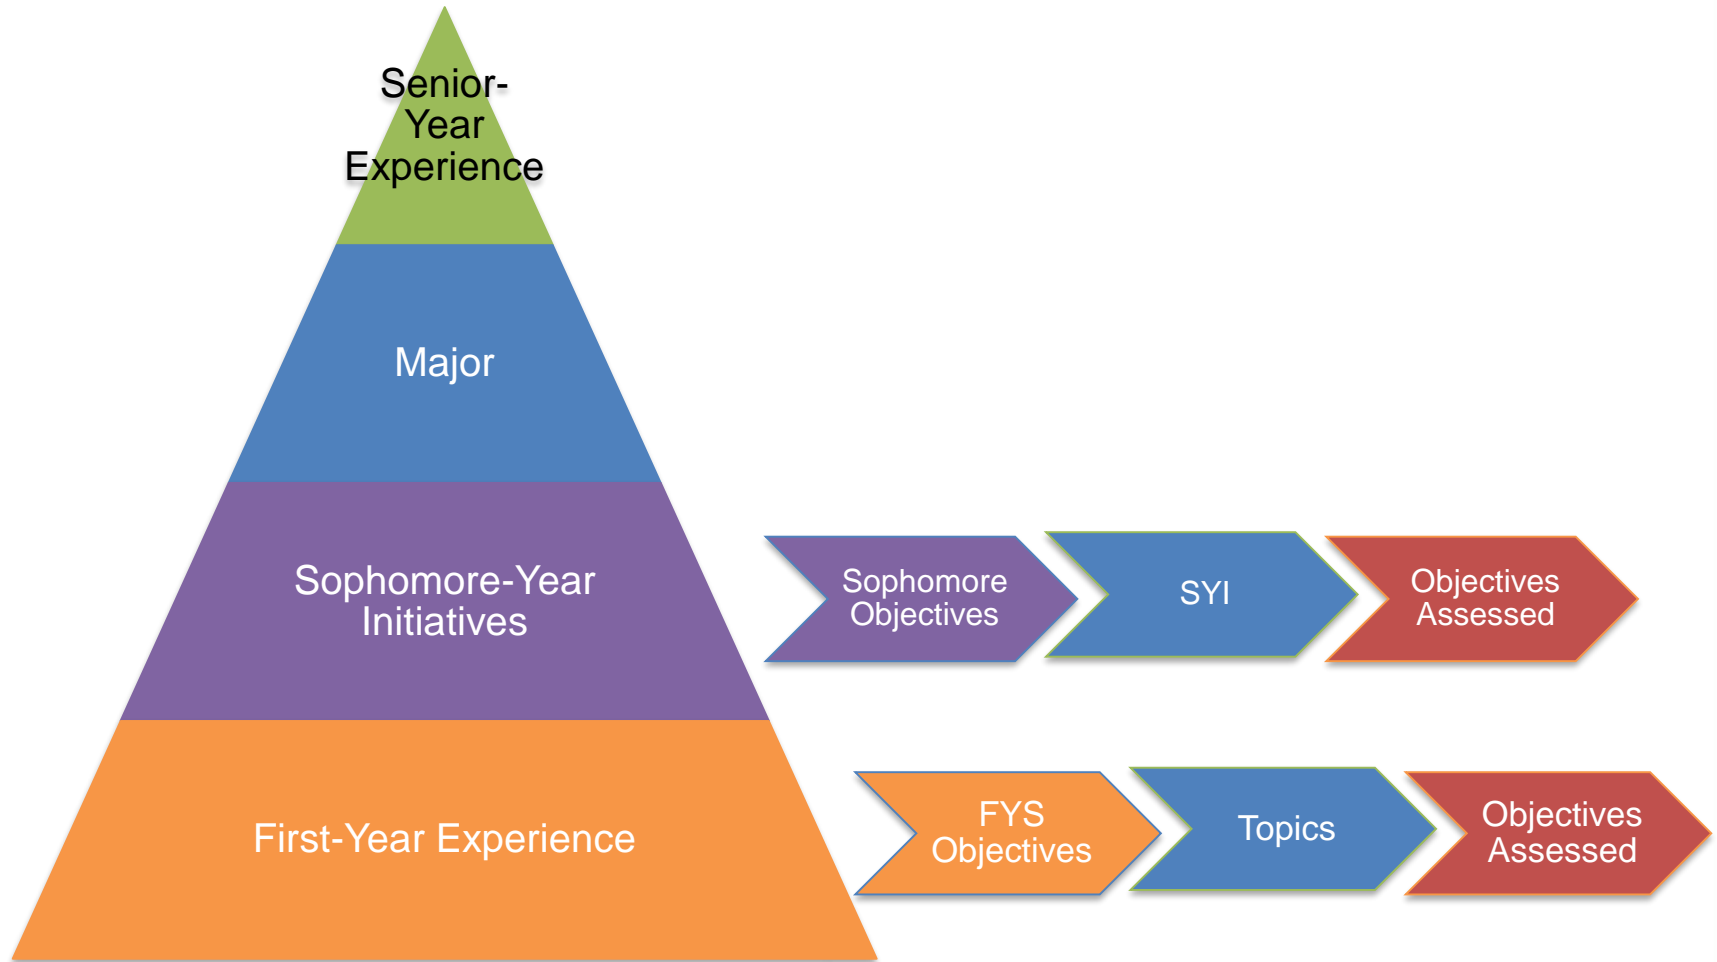 Senior-
Year
Experience
Major
Sophomore-Year
Initiatives
Sophomore
Objectives
SYI
Objectives
Assessed
First-Year Experience
FYS
Objectives
Topics
Objectives
Assessed